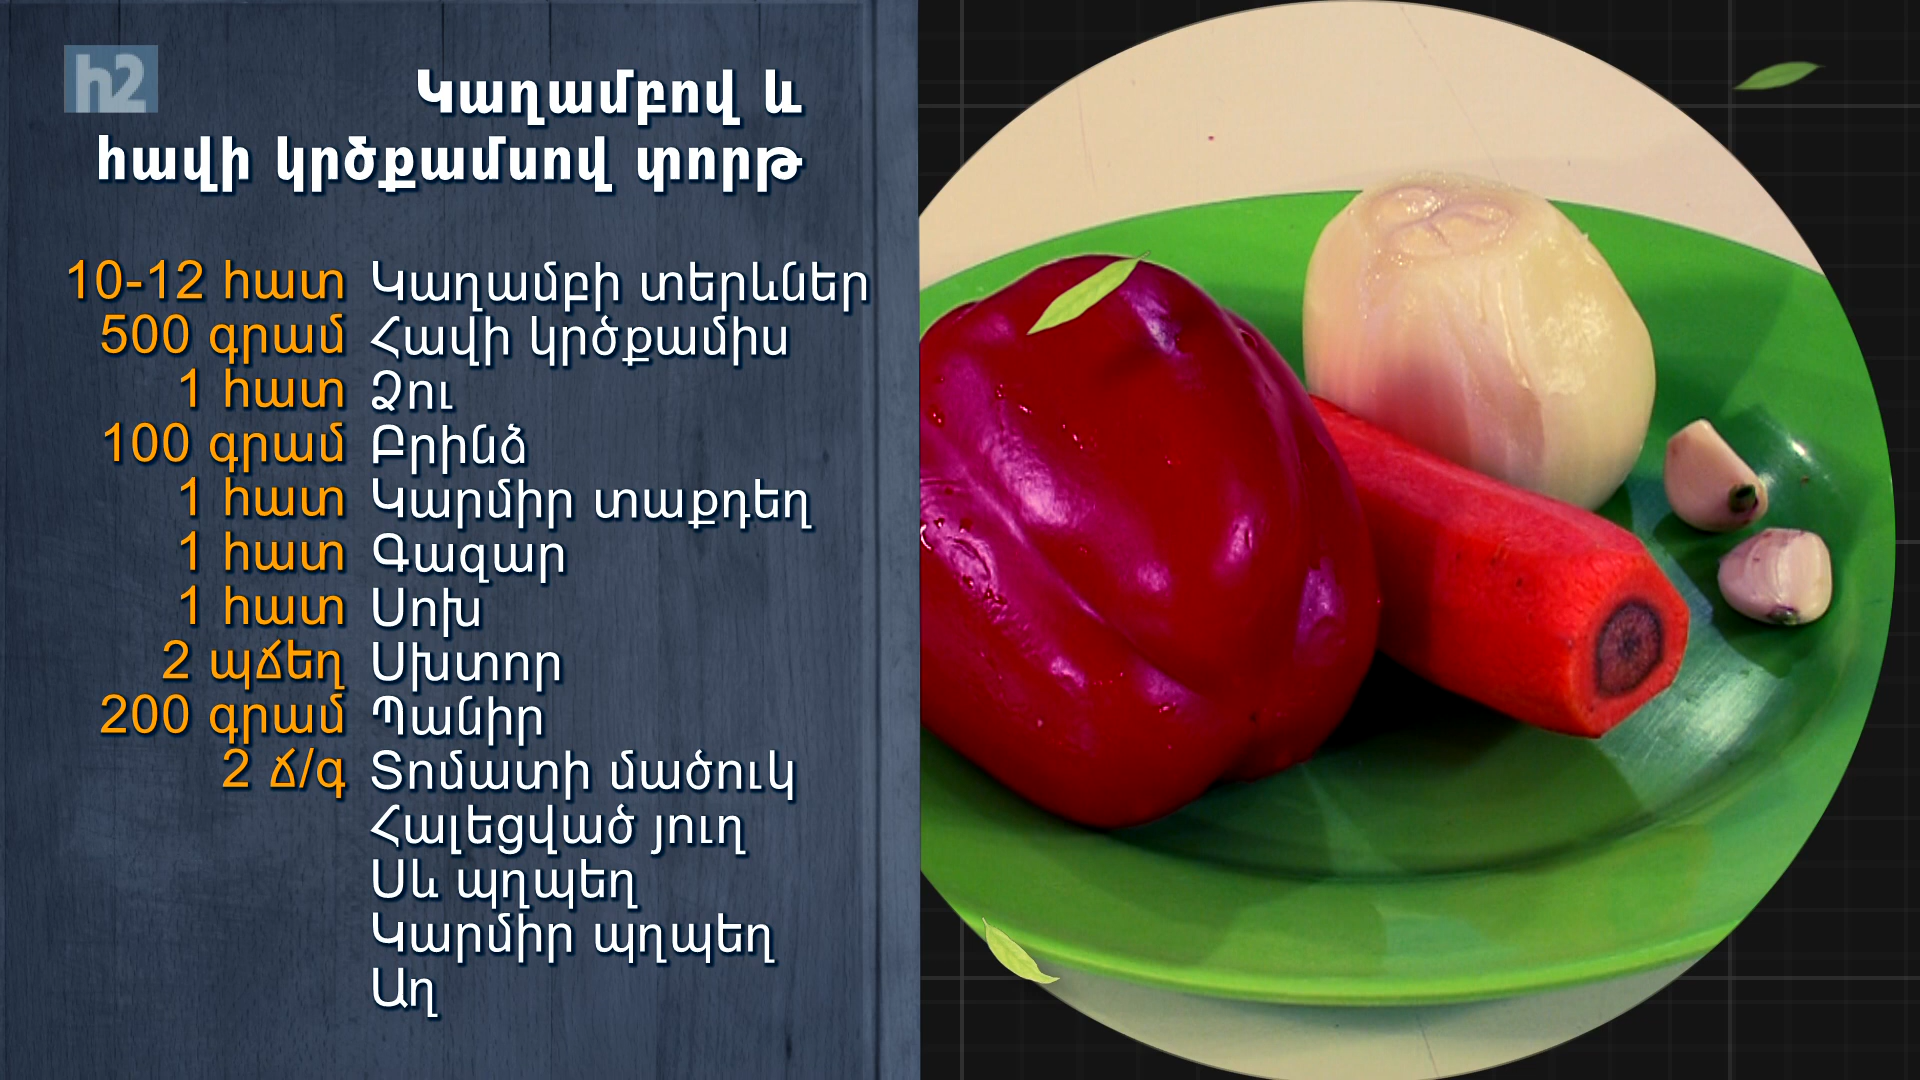 h2
Կաղամբով և
հավի կրծքամսով տորթ
10-12 հատ Կաղամբի տերևներ
500 գրամ Հավի կրծքամիս
1 հատ Ձու
100 գրամ Բրինձ
1 հատ Կարմիր տաքդեղ
1 հատ Գազար
1 հատ Սոխ
2 պճեղ Սխտոր
200 գրամ Պանիր
2 ճ/գ Տոմատի մածուկ
Հալեցված յուղ
Սև պղպեղ
Կարմիր պղպեղ
Աղ